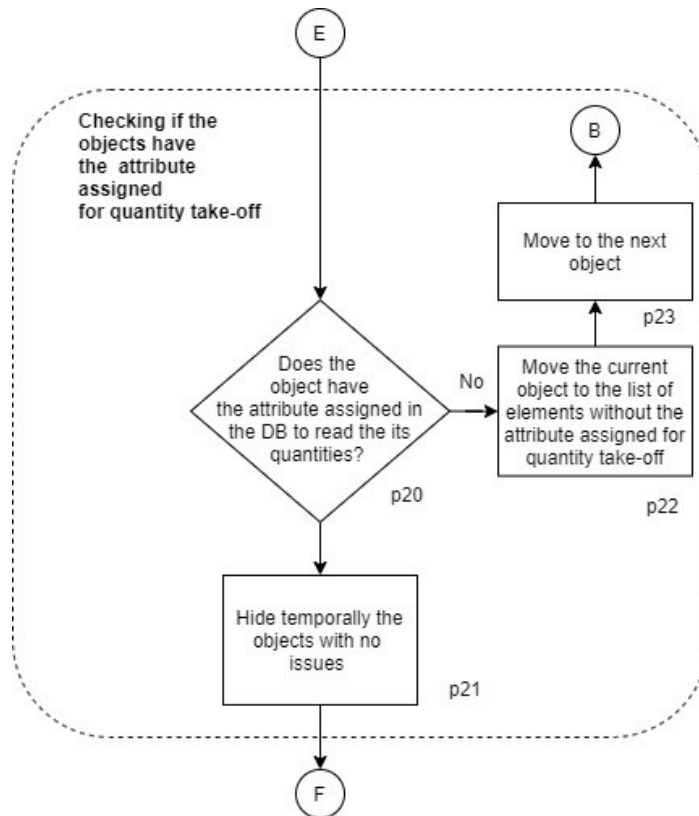 E
Checking if the
objects have
the attribute
assigned
for quantity take-off
B
Move to the next
object
p23
Does the
object have
the attribute assigned in
the DB to read the its
quantities?
No
Move the current
object to the list of
elements without the
attribute assigned for
quantity take-off
p20
p22
Hide temporally the
objects with no
issues
p21
F